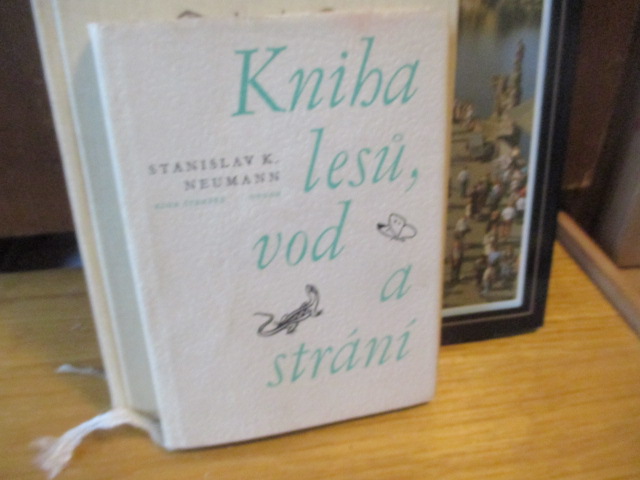 Kniha
lesů,
STANISLAV K.
NEUMANN
vod
a
strání